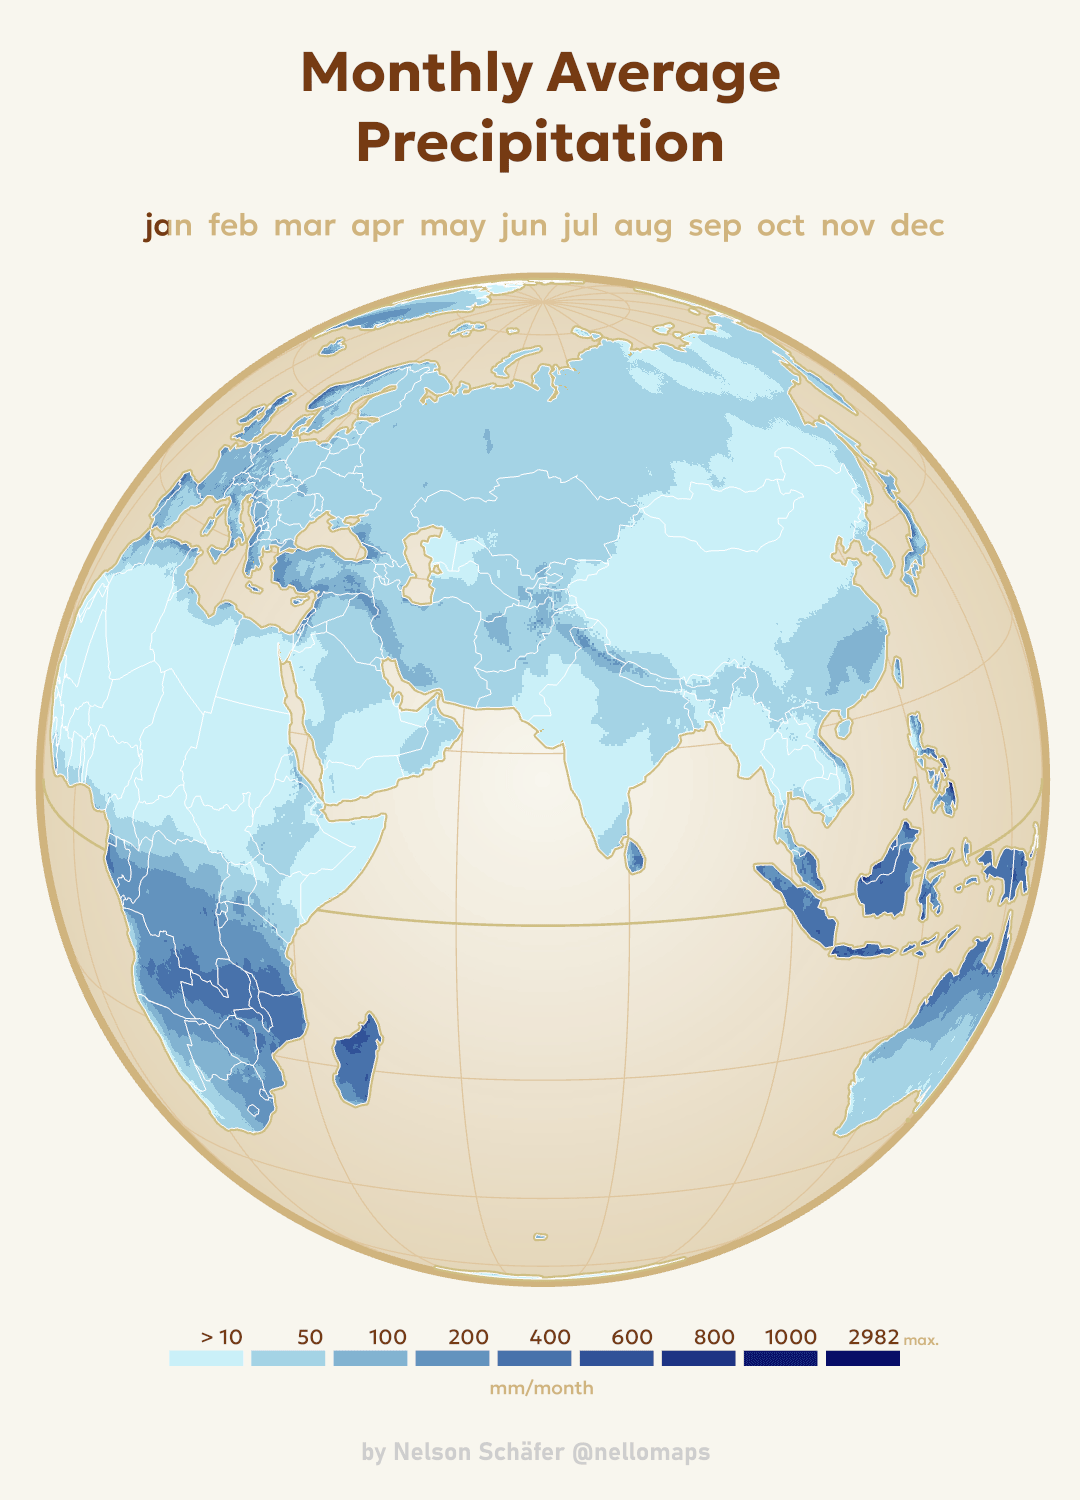 Monthly Average
Precipitation
jan feb mar apr may jun jul aug sep oct nov dec
> 10 50 100 200 400 600 800 1000 2982 max.
mm/month
by Nelson Schäfer @nellomaps